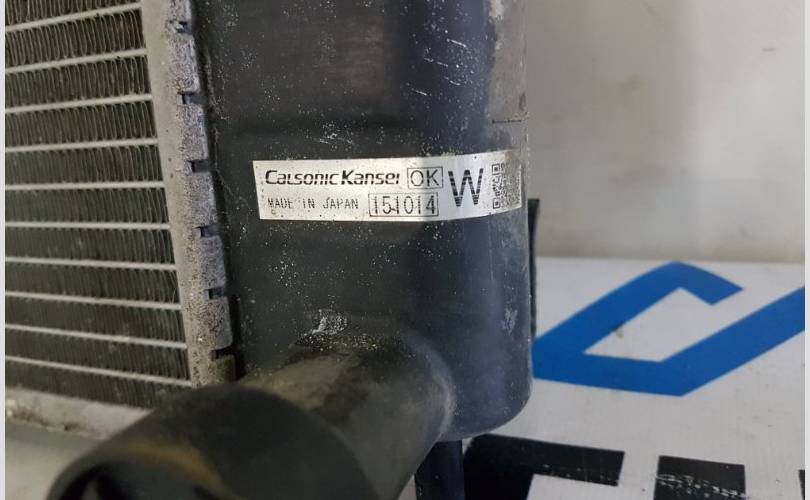 CalsonicKansei OK W
MADE IN JAPAN 151014